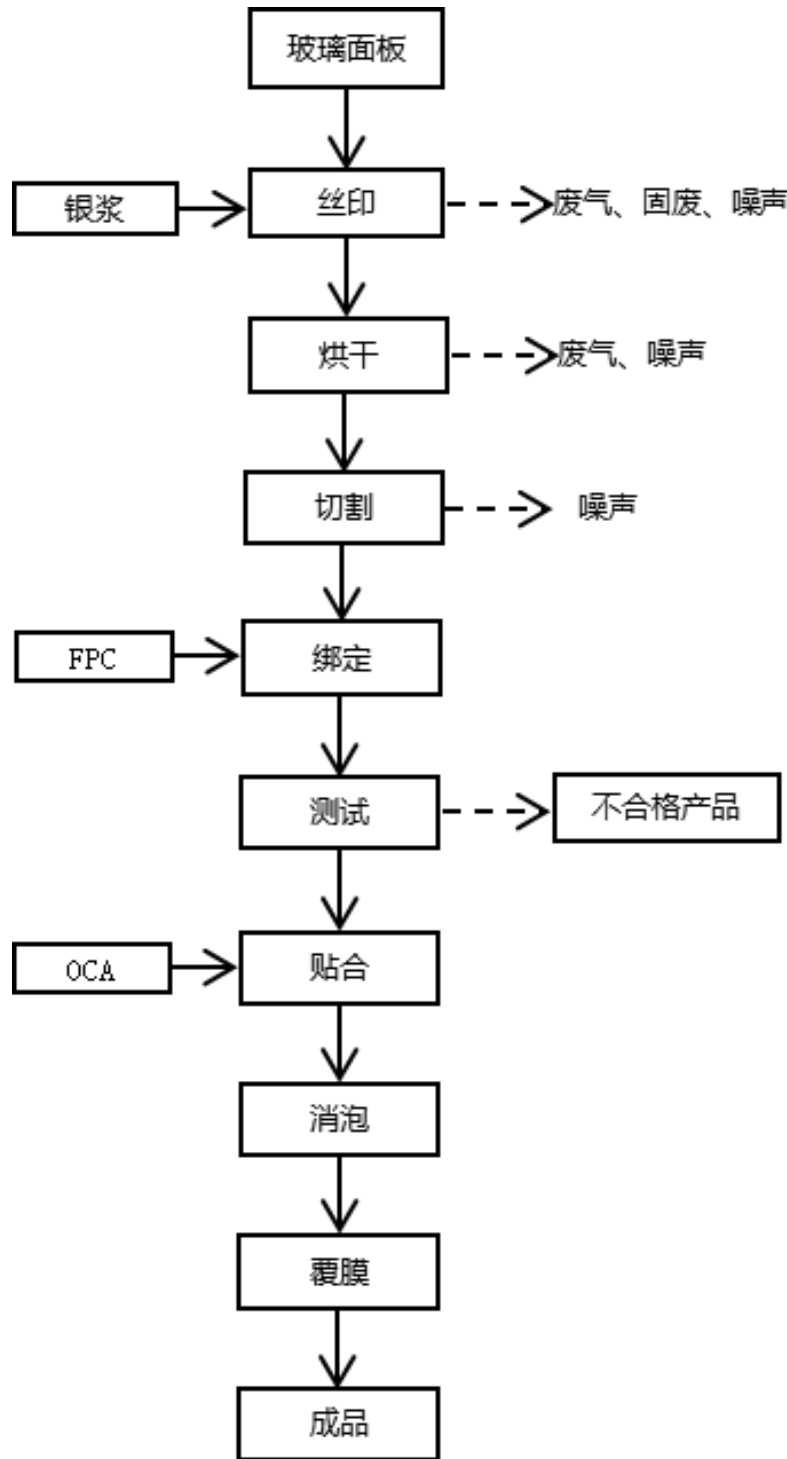 玻璃面板
银浆
丝印
废气、固废、噪声
烘干
废气、噪声
切割
噪声
FPC
绑定
测试
不合格产品
OCA
贴合
消泡
覆膜
成品